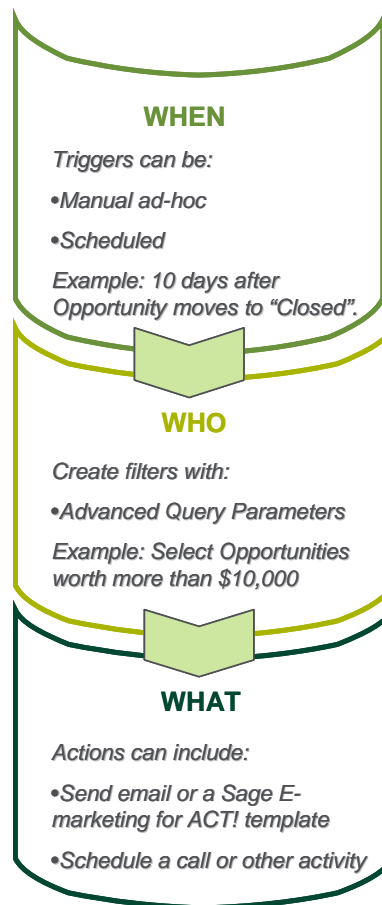 WHEN
Triggers can be:
•Manual ad-hoc
•Scheduled
Example: 10 days after
Opportunity moves to “Closed”.
WHO
Create filters with:
•Advanced Query Parameters
Example: Select Opportunities
worth more than $10,000
WHAT
Actions can include:
•Send email or a Sage E-
marketing for ACT! template
•Schedule a call or other activity